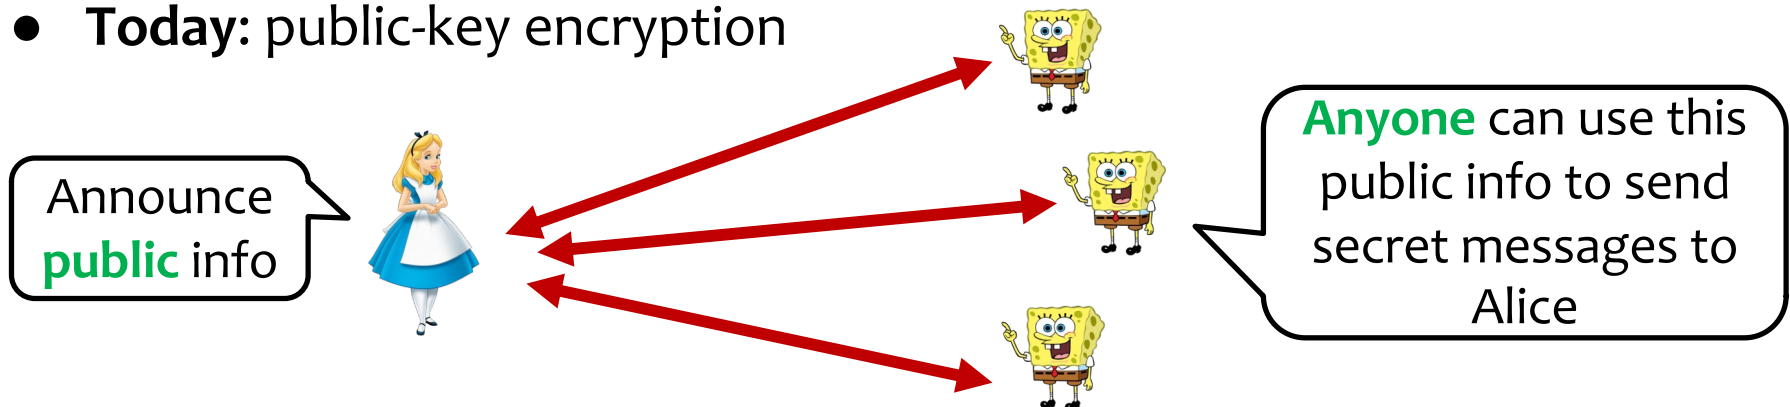 ● Today: public-key encryption
Announce
public info
Anyone can use this
public info to send
secret messages to
Alice